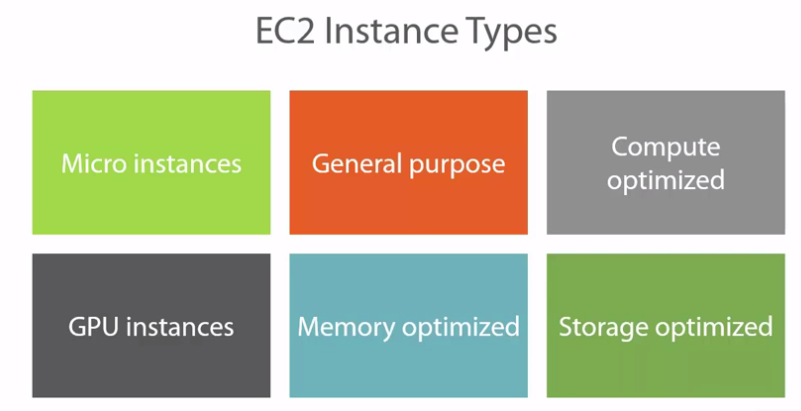 EC2 Instance Types
Micro instances
General purpose
Compute
optimized
GPU instances
Memory optimized
Storage optimized